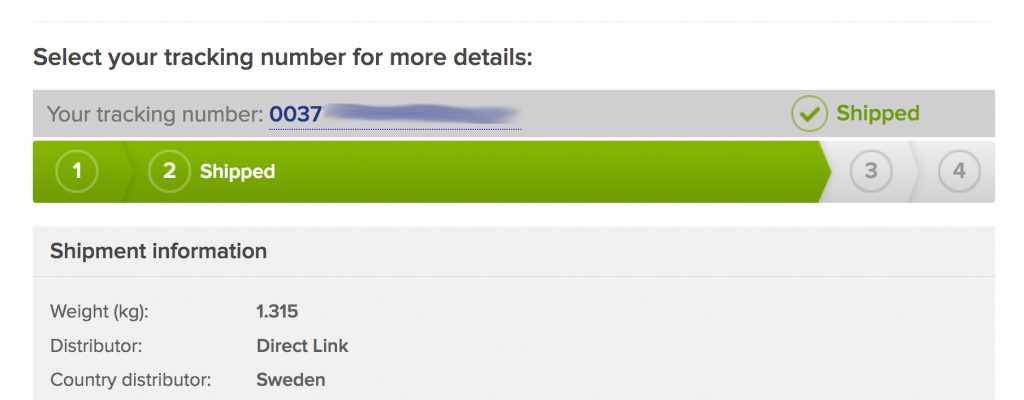 Select your tracking number for more details:
Your tracking number: 0037
Shipped
1 2 Shipped 3 4
Shipment information
Weight (kg): 1.315
Distributor: Direct Link
Country distributor: Sweden